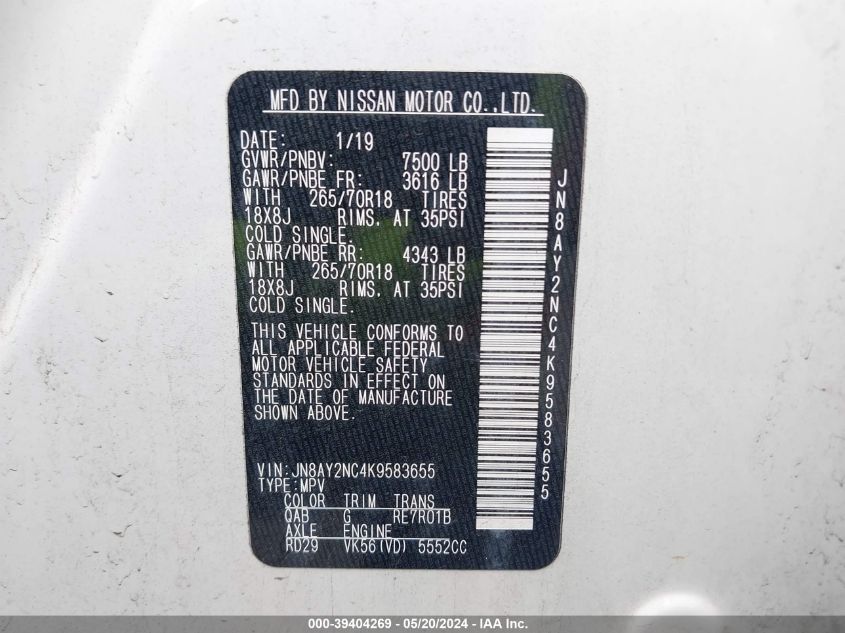 MFD BY NISSAN MOTOR CO.,LTD.
DATE: 1/19
GVWR/PNBV: 7500 LB
GAWR/PNBE FR: 3616 LB
WITH 265/70R18 TIRES
18X8J RIMS, AT 35PSI
COLD SINGLE.
GAWR/PNBE RR: 4343 LB
WITH 265/70R18 TIRES
18X8J RIMS, AT 35PSI
COLD SINGLE.
THIS VEHICLE CONFORMS TO
ALL APPLICABLE FEDERAL
MOTOR VEHICLE SAFETY
STANDARDS IN EFFECT ON
THE DATE OF MANUFACTURE
SHOWN ABOVE.
VIN:JN8AY2NC4K9583655
TYPE:MPV
COLOR TRIM TRANS
QAB G RE7R01B
AXLE ENGINE
RD29 VK56(VD) 5552CC
JN8AY2NC4K9583655
000-39404269 - 05/20/2024 - IAA Inc.